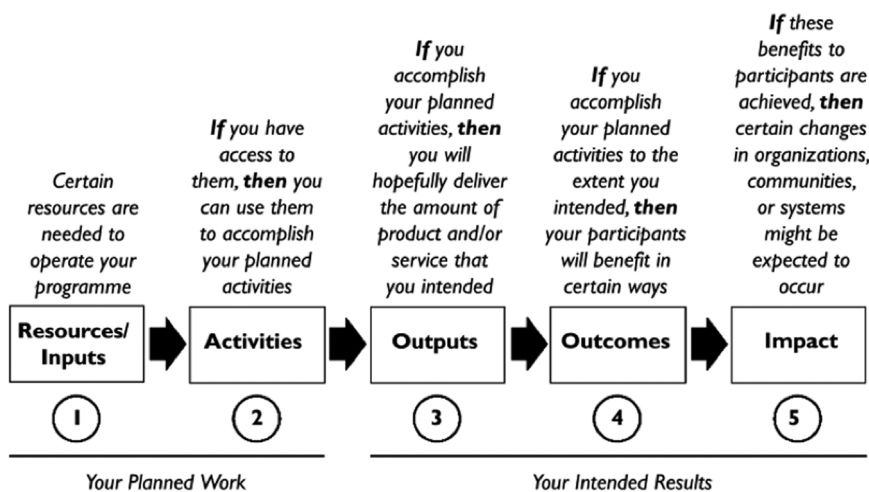 Certain
resources are
needed to
operate your
programme
If you have
access to
them, then you
can use them
to accomplish
your planned
activities
If you
accomplish
your planned
activities, then
you will
hopefully deliver
the amount of
product and/or
service that
you intended
If you
accomplish
your planned
activities to the
extent you
intended, then
your participants
will benefit in
certain ways
If these
benefits to
participants are
achieved, then
certain changes
in organizations,
communities,
or systems
might be
expected to
occur
Resources/
Inputs
Activities
Outputs
Outcomes
Impact
1
2
3
4
5
Your Planned Work
Your Intended Results